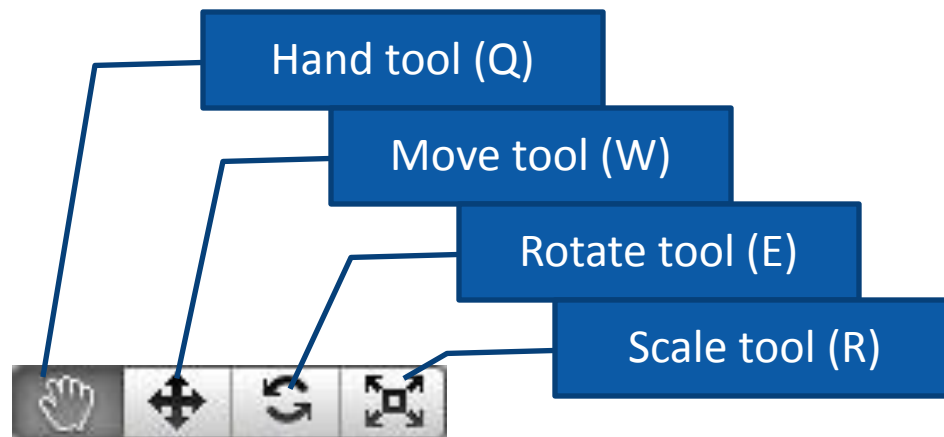 Hand tool (Q)
Move tool (W)
Rotate tool (E)
Scale tool (R)